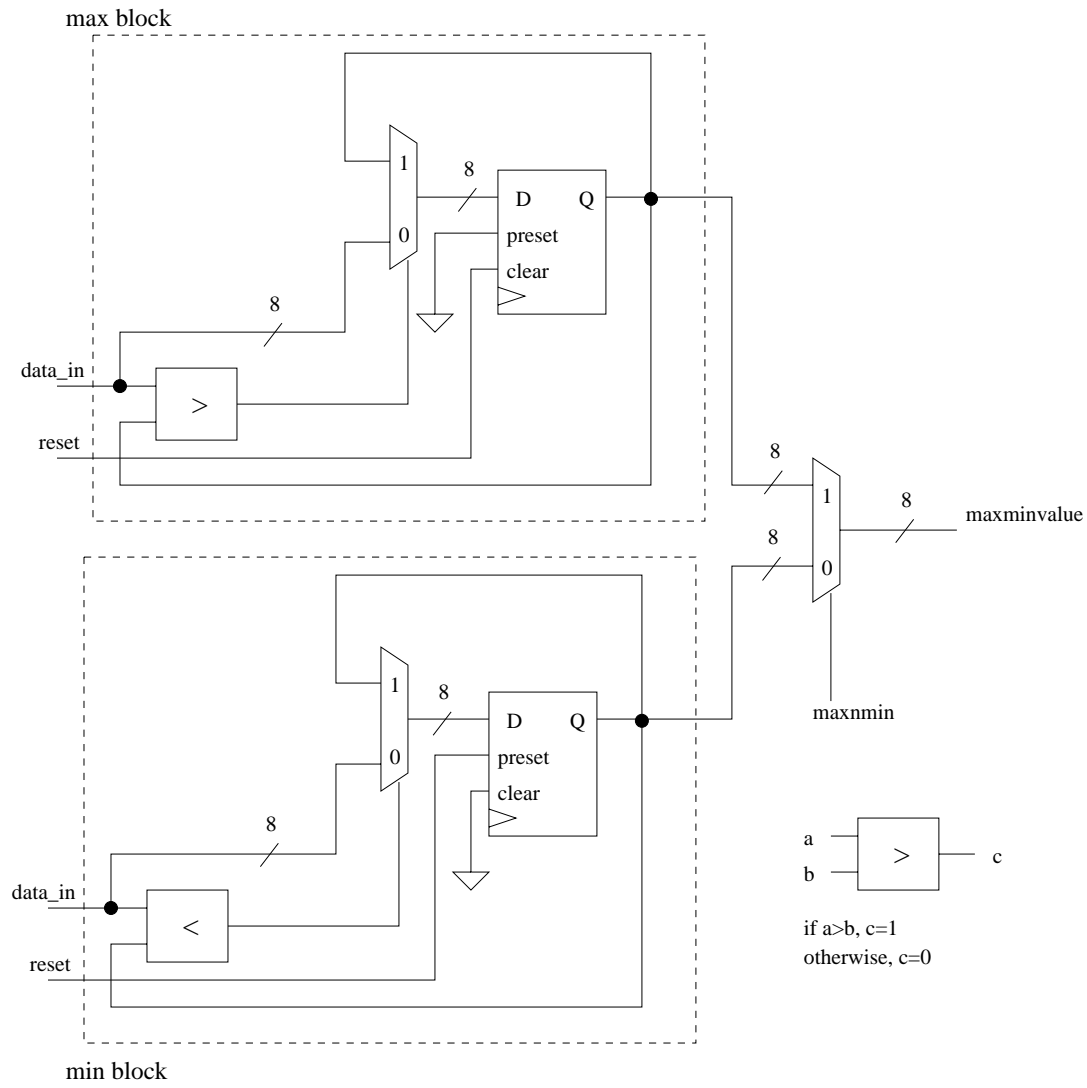 max block
1
8
D Q
preset
0
clear
8
data_in
>
reset
8
1
8
maxminvalue
8
0
1
8
D Q
maxnmin
0
preset
clear
8
a
>
c
b
data_in
<
if a>b, c=1
otherwise, c=0
reset
min block